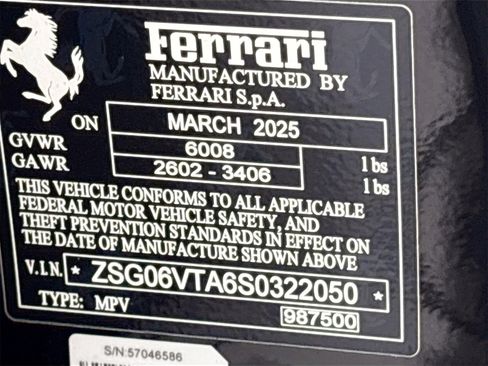 Ferrari
MANUFACTURED BY
FERRARI S.p.A.
ON MARCH 2025
GVWR 6008 lbs
GAWR 2602 - 3406 lbs
THIS VEHICLE CONFORMS TO ALL APPLICABLE
FEDERAL MOTOR VEHICLE SAFETY, AND
THEFT PREVENTION STANDARDS IN EFFECT ON
THE DATE OF MANUFACTURE SHOWN ABOVE
V.I.N. * ZSG06VTA6S0322050 *
TYPE: MPV 987500
S/N:57046586